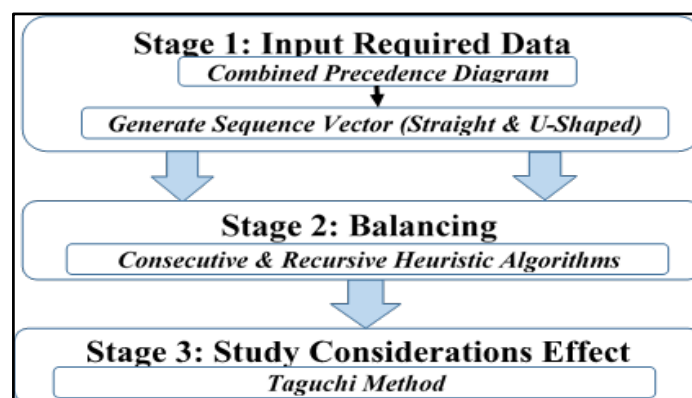 Stage 1: Input Required Data
Combined Precedence Diagram
Generate Sequence Vector (Straight & U-Shaped)
Stage 2: Balancing
Consecutive & Recursive Heuristic Algorithms
Stage 3: Study Considerations Effect
Taguchi Method